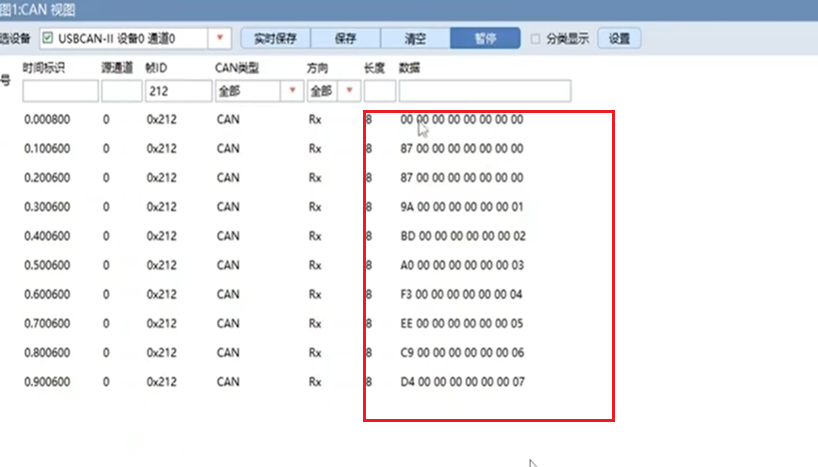 图1:CAN 视图
选设备 USBCAN-II 设备0 通道0 实时保存 保存 清空 暂停 分类显示 设置
号 时间标识 源通道 帧ID CAN类型 方向 长度 数据
212 全部 全部
0.000800 0 0x212 CAN Rx 8 00 00 00 00 00 00 00 00
0.100600 0 0x212 CAN Rx 8 87 00 00 00 00 00 00 00
0.200600 0 0x212 CAN Rx 8 87 00 00 00 00 00 00 00
0.300600 0 0x212 CAN Rx 8 9A 00 00 00 00 00 00 01
0.400600 0 0x212 CAN Rx 8 BD 00 00 00 00 00 00 02
0.500600 0 0x212 CAN Rx 8 A0 00 00 00 00 00 00 03
0.600600 0 0x212 CAN Rx 8 F3 00 00 00 00 00 00 04
0.700600 0 0x212 CAN Rx 8 EE 00 00 00 00 00 00 05
0.800600 0 0x212 CAN Rx 8 C9 00 00 00 00 00 00 06
0.900600 0 0x212 CAN Rx 8 D4 00 00 00 00 00 00 07